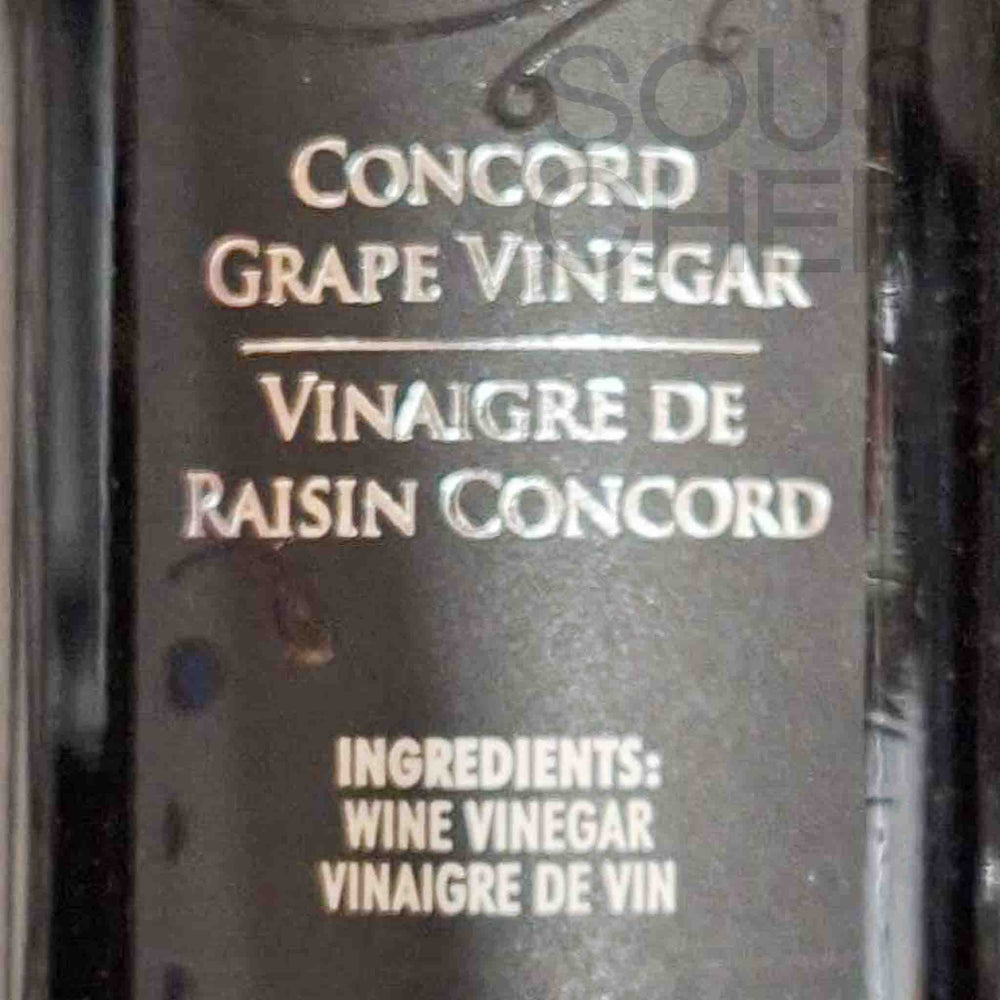 CONCORD
GRAPE VINEGAR
VINAIGRE DE
RAISIN CONCORD
INGREDIENTS:
WINE VINEGAR
VINAIGRE DE VIN